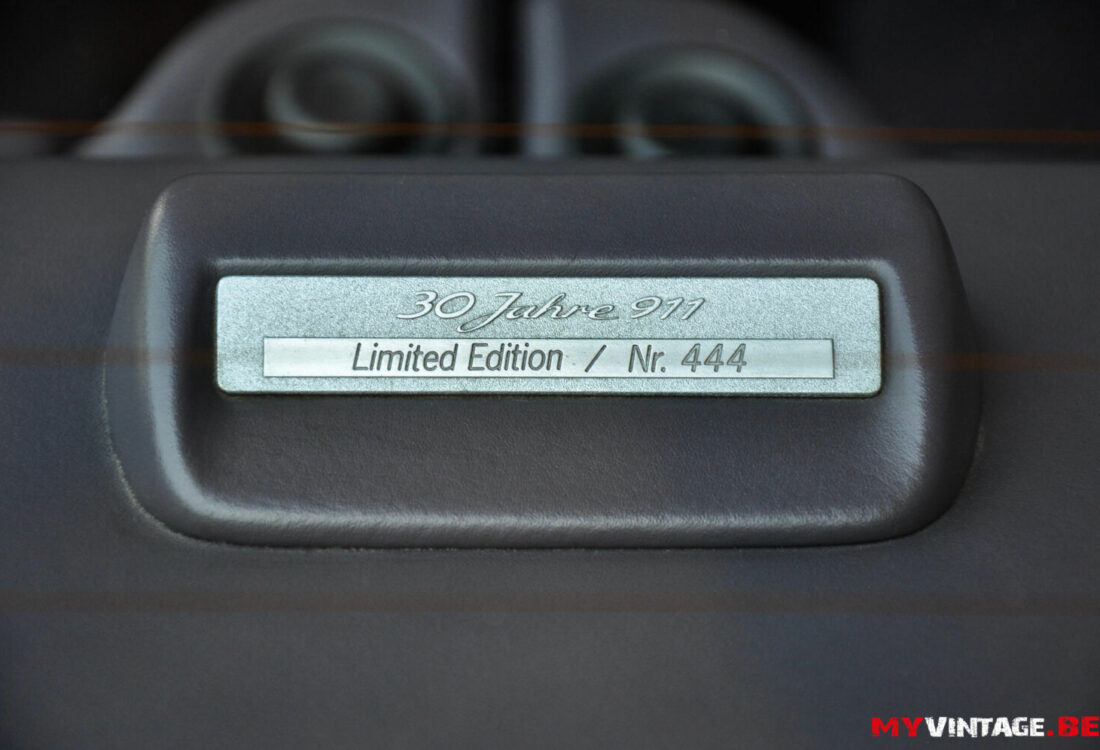 30 Jahre 911
Limited Edition / Nr. 444
MYVINTAGE.BE